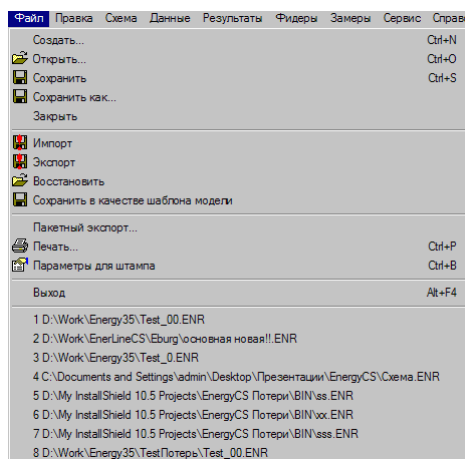 Файл Правка Схема Данные Результаты Фидеры Замеры Сервис Справ
Создать... Ctrl+N
Открыть... Ctrl+O
Сохранить Ctrl+S
Сохранить как...
Закрыть
Импорт
Экспорт
Восстановить
Сохранить в качестве шаблона модели
Пакетный экспорт...
Печать... Ctrl+P
Параметры для штампа Ctrl+B
Выход Alt+F4
1 D:\Work\Energy35\Test_00.ENR
2 D:\Work\EnerLineCS\Eburg\основная новая!!.ENR
3 D:\Work\Energy35\Test_0.ENR
4 C:\Documents and Settings\admin\Desktop\Презентации\EnergyCS\Схема.ENR
5 D:\My InstallShield 10.5 Projects\EnergyCS Потери\BIN\ss.ENR
6 D:\My InstallShield 10.5 Projects\EnergyCS Потери\BIN\xx.ENR
7 D:\My InstallShield 10.5 Projects\EnergyCS Потери\BIN\sss.ENR
8 D:\Work\Energy35\TestПотерь\Test_00.ENR